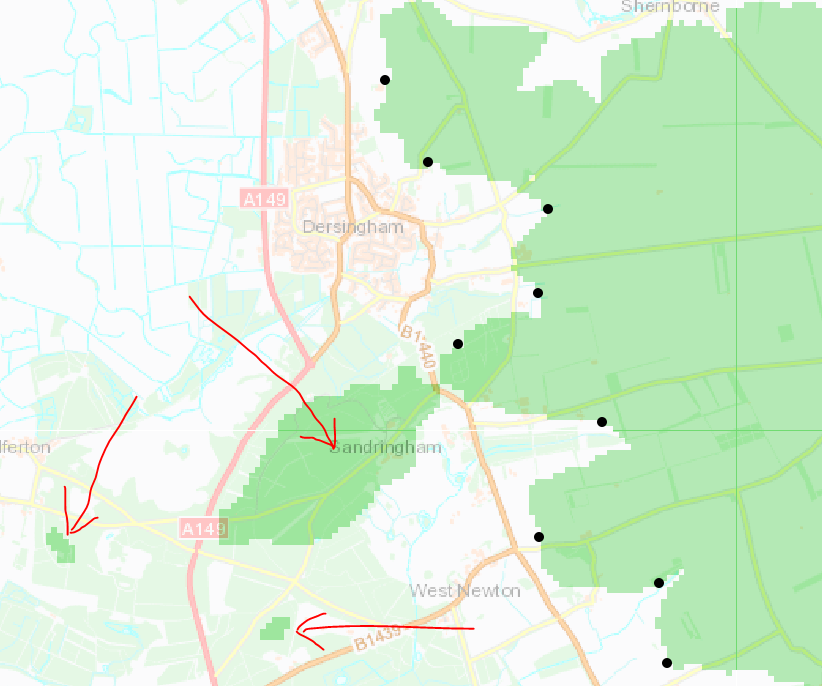 Shernborne
A149
Dersingham
B1440
lferton
Sandringham
A149
West Newton
B1439